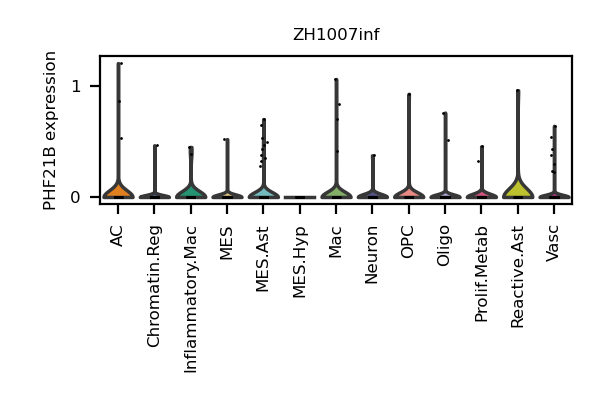 ZH1007inf
PHF21B expression
1
0
AC
Chromatin.Reg
Inflammatory.Mac
MES
MES.Ast
MES.Hyp
Mac
Neuron
OPC
Oligo
Prolif.Metab
Reactive.Ast
Vasc